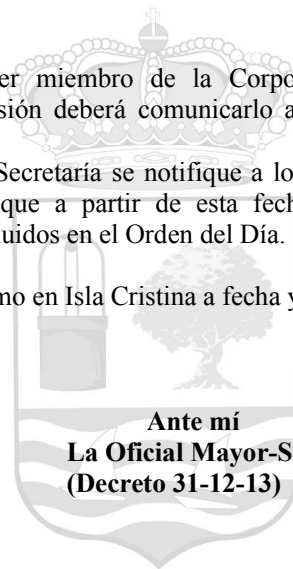 er miembro de la Corpo
sión deberá comunicarlo a
Secretaría se notifique a lo
que a partir de esta fech
luidos en el Orden del Día.
mo en Isla Cristina a fecha y
Ante mí
La Oficial Mayor-S
(Decreto 31-12-13)